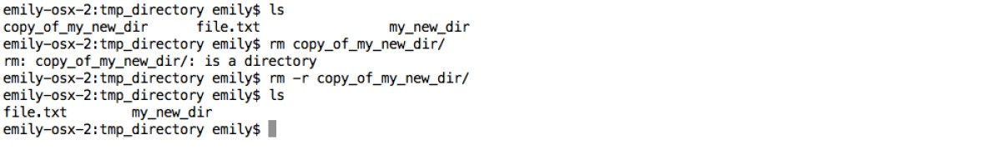 emily-osx-2:tmp_directory emily$ ls
copy_of_my_new_dir file.txt my_new_dir
emily-osx-2:tmp_directory emily$ rm copy_of_my_new_dir/
rm: copy_of_my_new_dir/: is a directory
emily-osx-2:tmp_directory emily$ rm -r copy_of_my_new_dir/
emily-osx-2:tmp_directory emily$ ls
file.txt my_new_dir
emily-osx-2:tmp_directory emily$